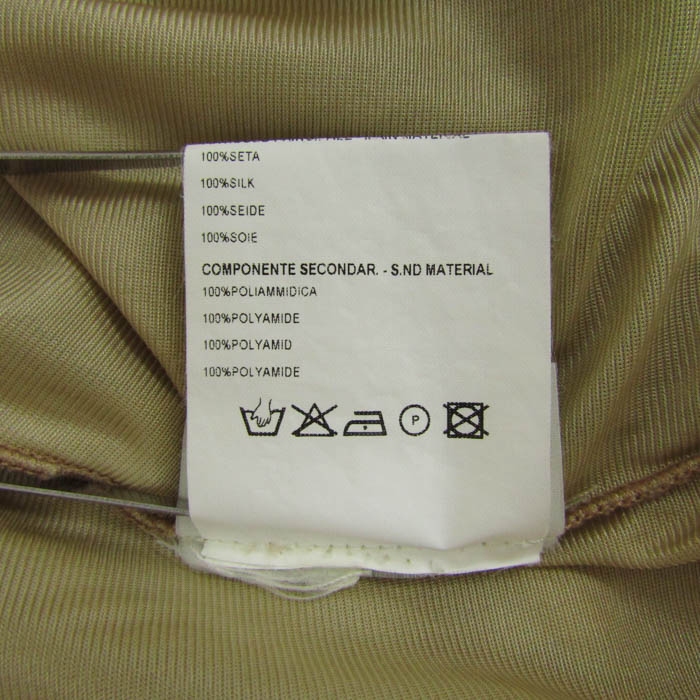 MATERIAL
100%SETA
100%SILK
100%SEIDE
100%SOIE
COMPONENTE SECONDAR. - S.ND MATERIAL
100%POLIAMMIDICA
100%POLYAMIDE
100%POLYAMID
100%POLYAMIDE
P